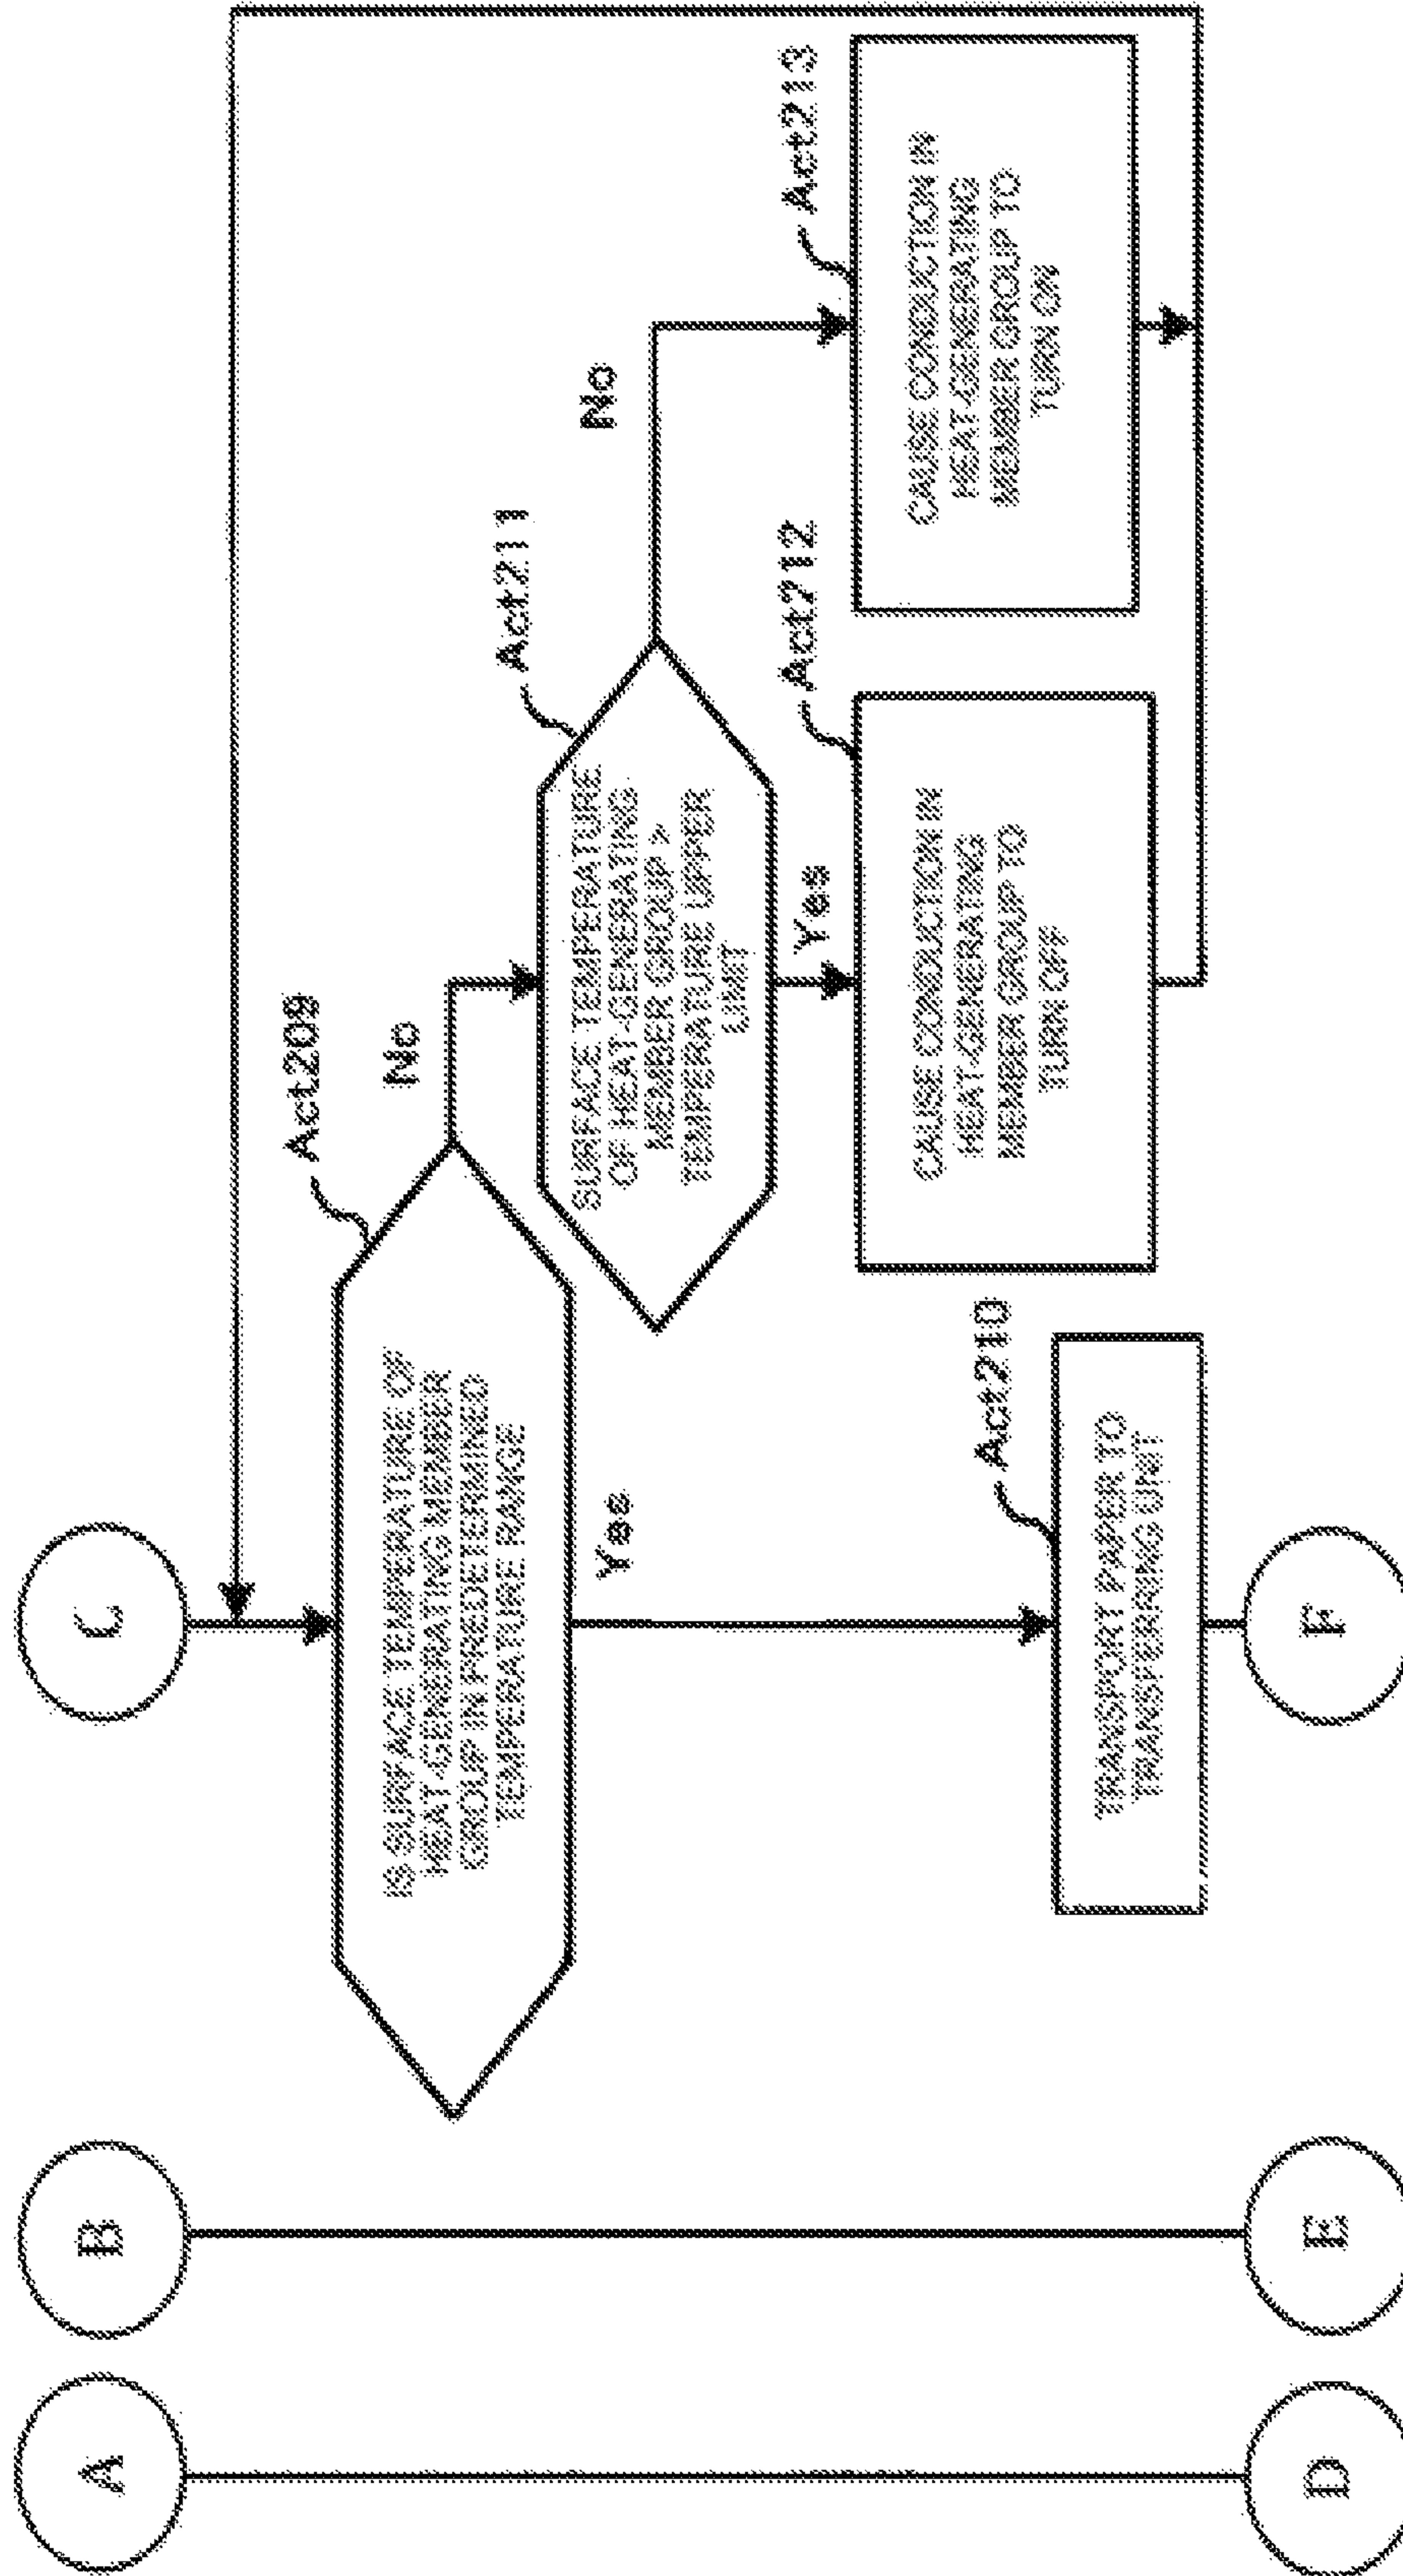 A
B
C
Act209
IS SURFACE TEMPERATURE OF
HEAT-GENERATING MEMBER
GROUP IN PREDETERMINED
TEMPERATURE RANGE
No
Yes
Act211
SURFACE TEMPERATURE
OF HEAT-GENERATING
MEMBER GROUP >
TEMPERATURE UPPER
LIMIT
No
Yes
Act212
CAUSE CONDUCTION IN
HEAT-GENERATING
MEMBER GROUP TO
TURN OFF
Act213
CAUSE CONDUCTION IN
HEAT-GENERATING
MEMBER GROUP TO
TURN ON
Act210
TRANSPORT PAPER TO
TRANSFERRING UNIT
D
E
F